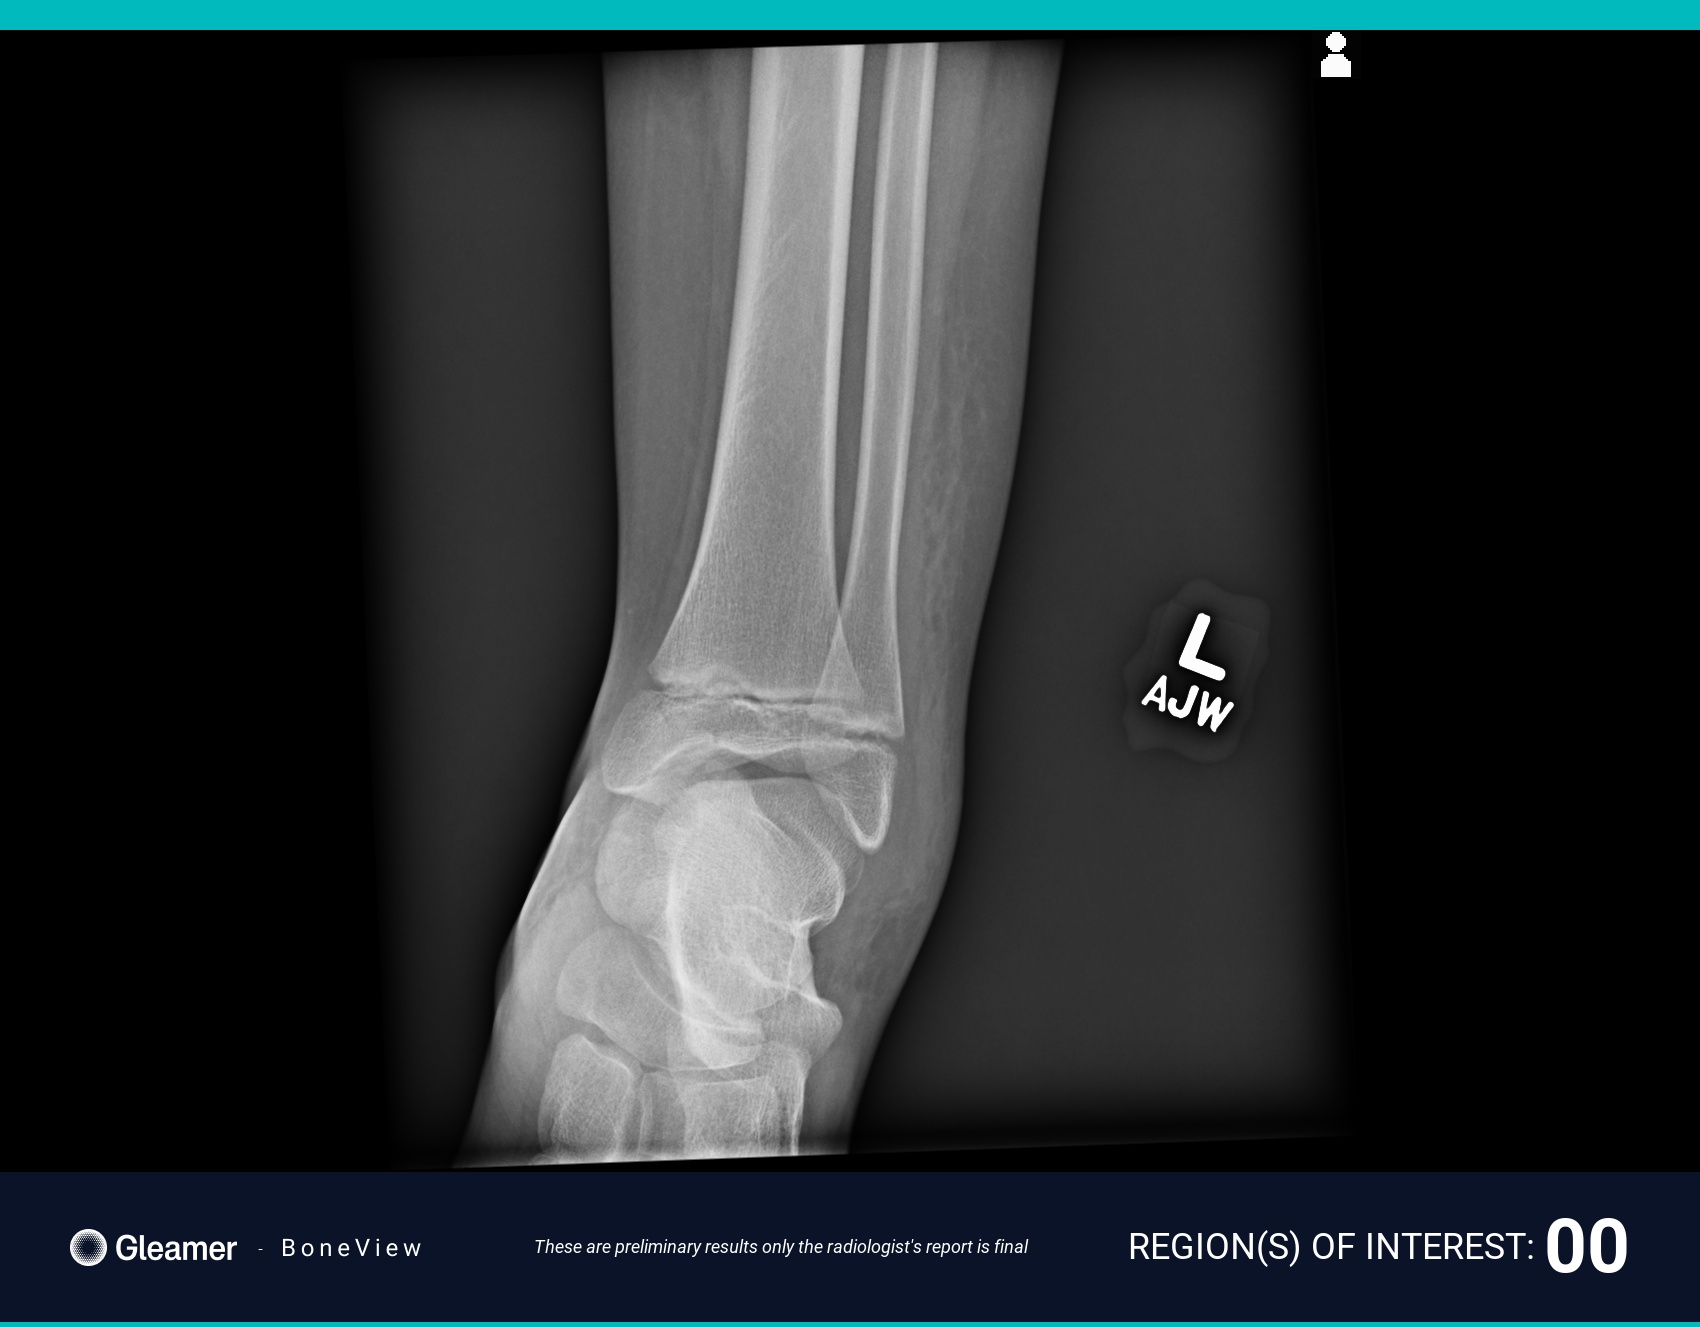 L
AJW
Gleamer - BoneView
These are preliminary results only the radiologist's report is final
REGION(S) OF INTEREST: 00